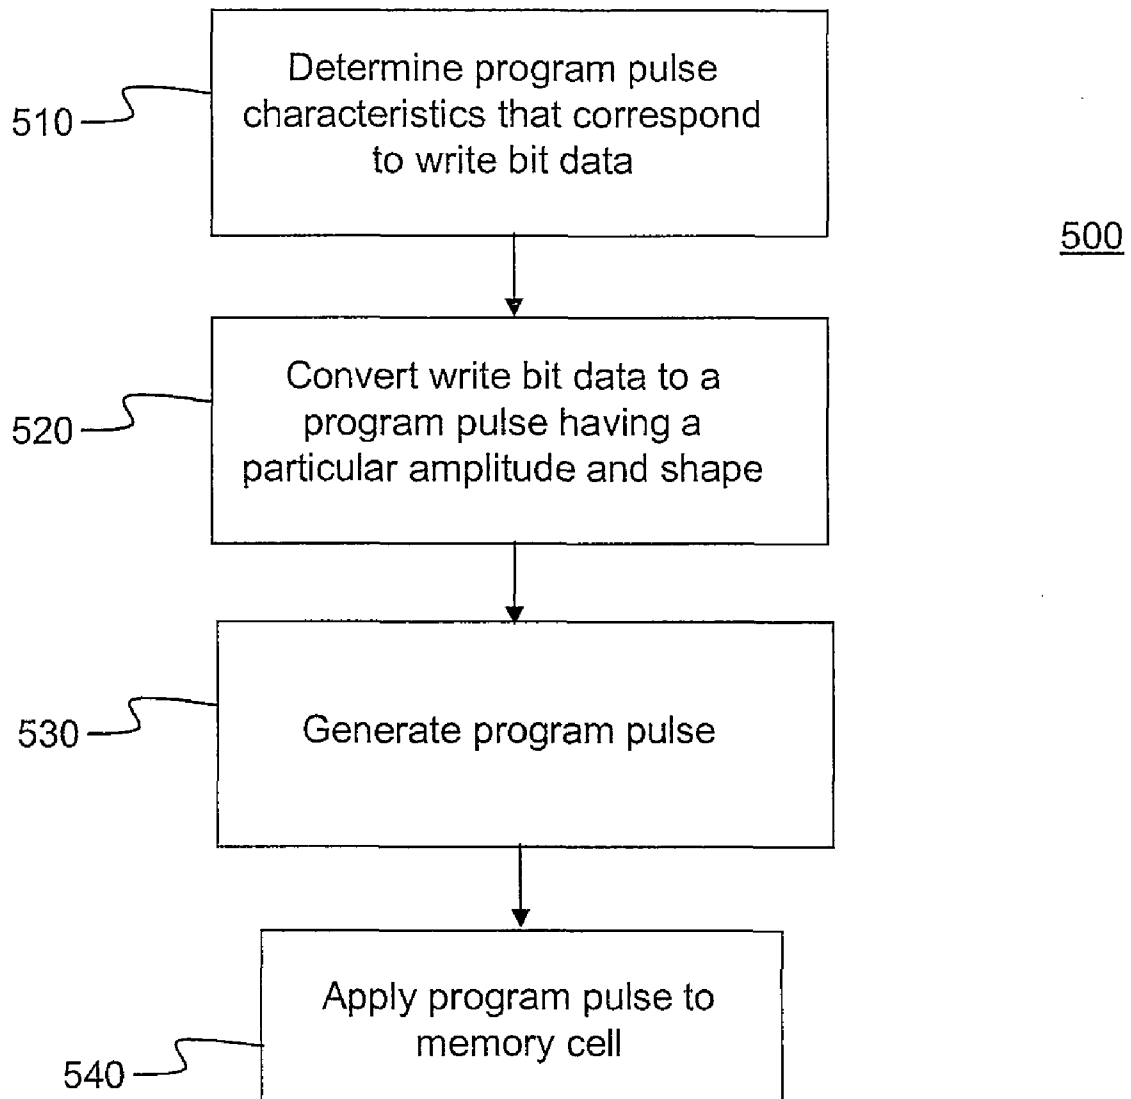 Determine program pulse
characteristics that correspond
to write bit data
510
500
Convert write bit data to a
program pulse having a
particular amplitude and shape
520
Generate program pulse
530
Apply program pulse to
memory cell
540